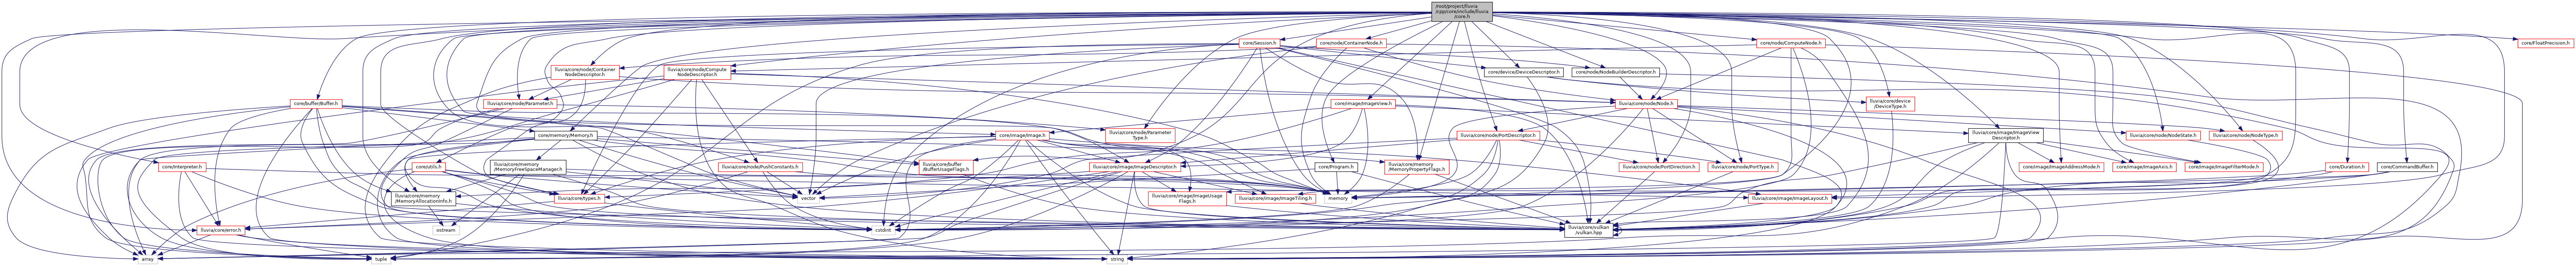 /root/project/lluvia
/cpp/core/include/lluvia
/core.h
core/Session.h
core/node/ContainerNode.h
core/node/ComputeNode.h
core/FloatPrecision.h
lluvia/core/node/Container
NodeDescriptor.h
lluvia/core/node/Compute
NodeDescriptor.h
core/device/DeviceDescriptor.h
core/node/NodeBuilderDescriptor.h
core/buffer/Buffer.h
lluvia/core/node/Parameter.h
core/image/ImageView.h
lluvia/core/node/Node.h
lluvia/core/device
/DeviceType.h
core/memory/Memory.h
core/image/Image.h
lluvia/core/node/Parameter
Type.h
lluvia/core/node/PortDescriptor.h
lluvia/core/image/ImageView
Descriptor.h
lluvia/core/node/NodeState.h
lluvia/core/node/NodeType.h
core/Interpreter.h
core/utils.h
lluvia/core/memory
/MemoryFreeSpaceManager.h
lluvia/core/node/PushConstants.h
lluvia/core/buffer
/BufferUsageFlags.h
lluvia/core/image/ImageDescriptor.h
core/Program.h
lluvia/core/memory
/MemoryPropertyFlags.h
lluvia/core/node/PortDirection.h
lluvia/core/node/PortType.h
core/image/ImageAddressMode.h
core/image/ImageAxis.h
core/image/ImageFilterMode.h
core/Duration.h
core/CommandBuffer.h
lluvia/core/memory
/MemoryAllocationInfo.h
lluvia/core/types.h
vector
lluvia/core/image/ImageUsage
Flags.h
lluvia/core/image/ImageTiling.h
memory
lluvia/core/image/ImageLayout.h
lluvia/core/error.h
ostream
cstdint
lluvia/core/vulkan
/vulkan.hpp
array
tuple
string